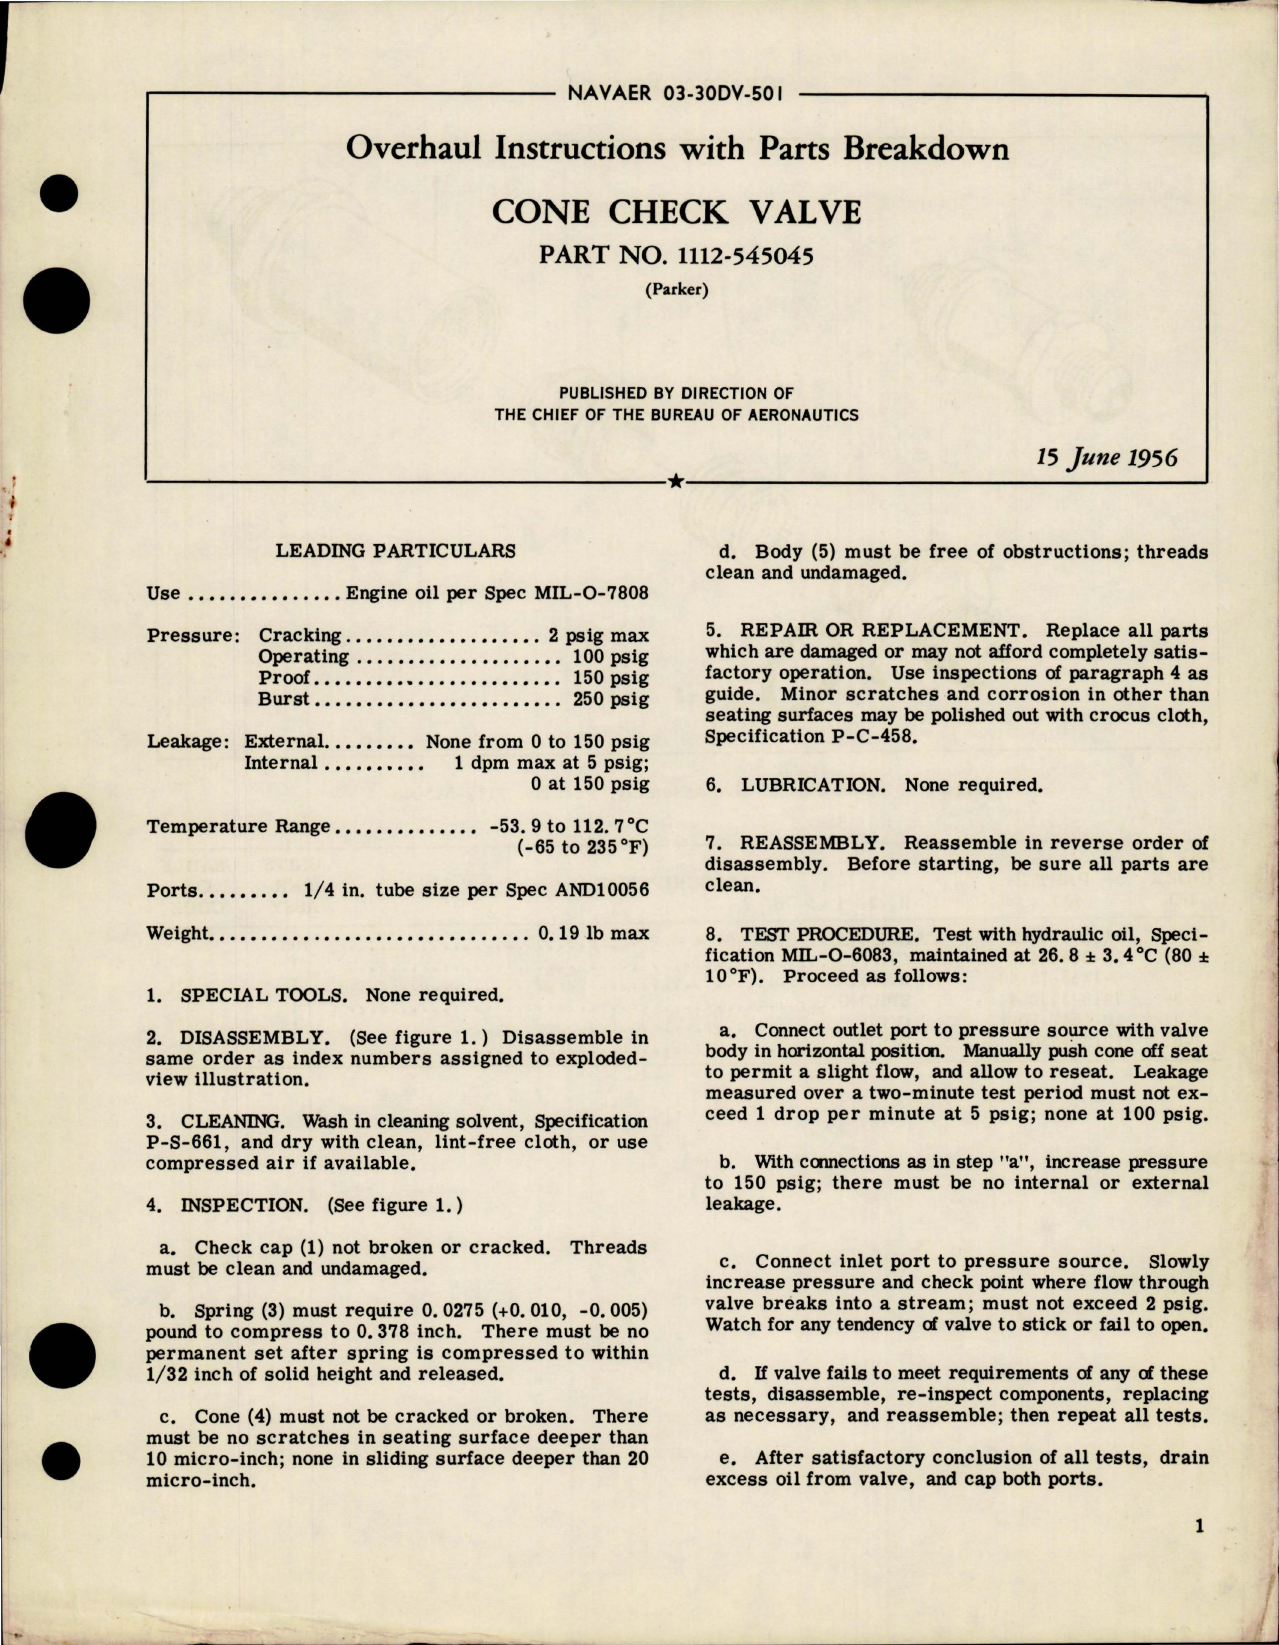 NAVAER 03-30DV-501
Overhaul Instructions with Parts Breakdown
CONE CHECK VALVE
PART NO. 1112-545045
(Parker)
PUBLISHED BY DIRECTION OF
THE CHIEF OF THE BUREAU OF AERONAUTICS
15 June 1956
LEADING PARTICULARS
Use ............... Engine oil per Spec MIL-O-7808
Pressure: Cracking................... 2 psig max
Operating .................... 100 psig
Proof........................ 150 psig
Burst........................ 250 psig
Leakage: External......... None from 0 to 150 psig
Internal .......... 1 dpm max at 5 psig;
0 at 150 psig
Temperature Range.............. -53.9 to 112.7°C
(-65 to 235°F)
Ports......... 1/4 in. tube size per Spec AND10056
Weight............................... 0.19 lb max
1. SPECIAL TOOLS. None required.
2. DISASSEMBLY. (See figure 1.) Disassemble in
same order as index numbers assigned to exploded-
view illustration.
3. CLEANING. Wash in cleaning solvent, Specification
P-S-661, and dry with clean, lint-free cloth, or use
compressed air if available.
4. INSPECTION. (See figure 1.)
a. Check cap (1) not broken or cracked. Threads
must be clean and undamaged.
b. Spring (3) must require 0.0275 (+0.010, -0.005)
pound to compress to 0.378 inch. There must be no
permanent set after spring is compressed to within
1/32 inch of solid height and released.
c. Cone (4) must not be cracked or broken. There
must be no scratches in seating surface deeper than
10 micro-inch; none in sliding surface deeper than 20
micro-inch.
d. Body (5) must be free of obstructions; threads
clean and undamaged.
5. REPAIR OR REPLACEMENT. Replace all parts
which are damaged or may not afford completely satis-
factory operation. Use inspections of paragraph 4 as
guide. Minor scratches and corrosion in other than
seating surfaces may be polished out with crocus cloth,
Specification P-C-458.
6. LUBRICATION. None required.
7. REASSEMBLY. Reassemble in reverse order of
disassembly. Before starting, be sure all parts are
clean.
8. TEST PROCEDURE. Test with hydraulic oil, Speci-
fication MIL-O-6083, maintained at 26.8 ± 3.4°C (80 ±
10°F). Proceed as follows:
a. Connect outlet port to pressure source with valve
body in horizontal position. Manually push cone off seat
to permit a slight flow, and allow to reseat. Leakage
measured over a two-minute test period must not ex-
ceed 1 drop per minute at 5 psig; none at 100 psig.
b. With connections as in step "a", increase pressure
to 150 psig; there must be no internal or external
leakage.
c. Connect inlet port to pressure source. Slowly
increase pressure and check point where flow through
valve breaks into a stream; must not exceed 2 psig.
Watch for any tendency of valve to stick or fail to open.
d. If valve fails to meet requirements of any of these
tests, disassemble, re-inspect components, replacing
as necessary, and reassemble; then repeat all tests.
e. After satisfactory conclusion of all tests, drain
excess oil from valve, and cap both ports.
1